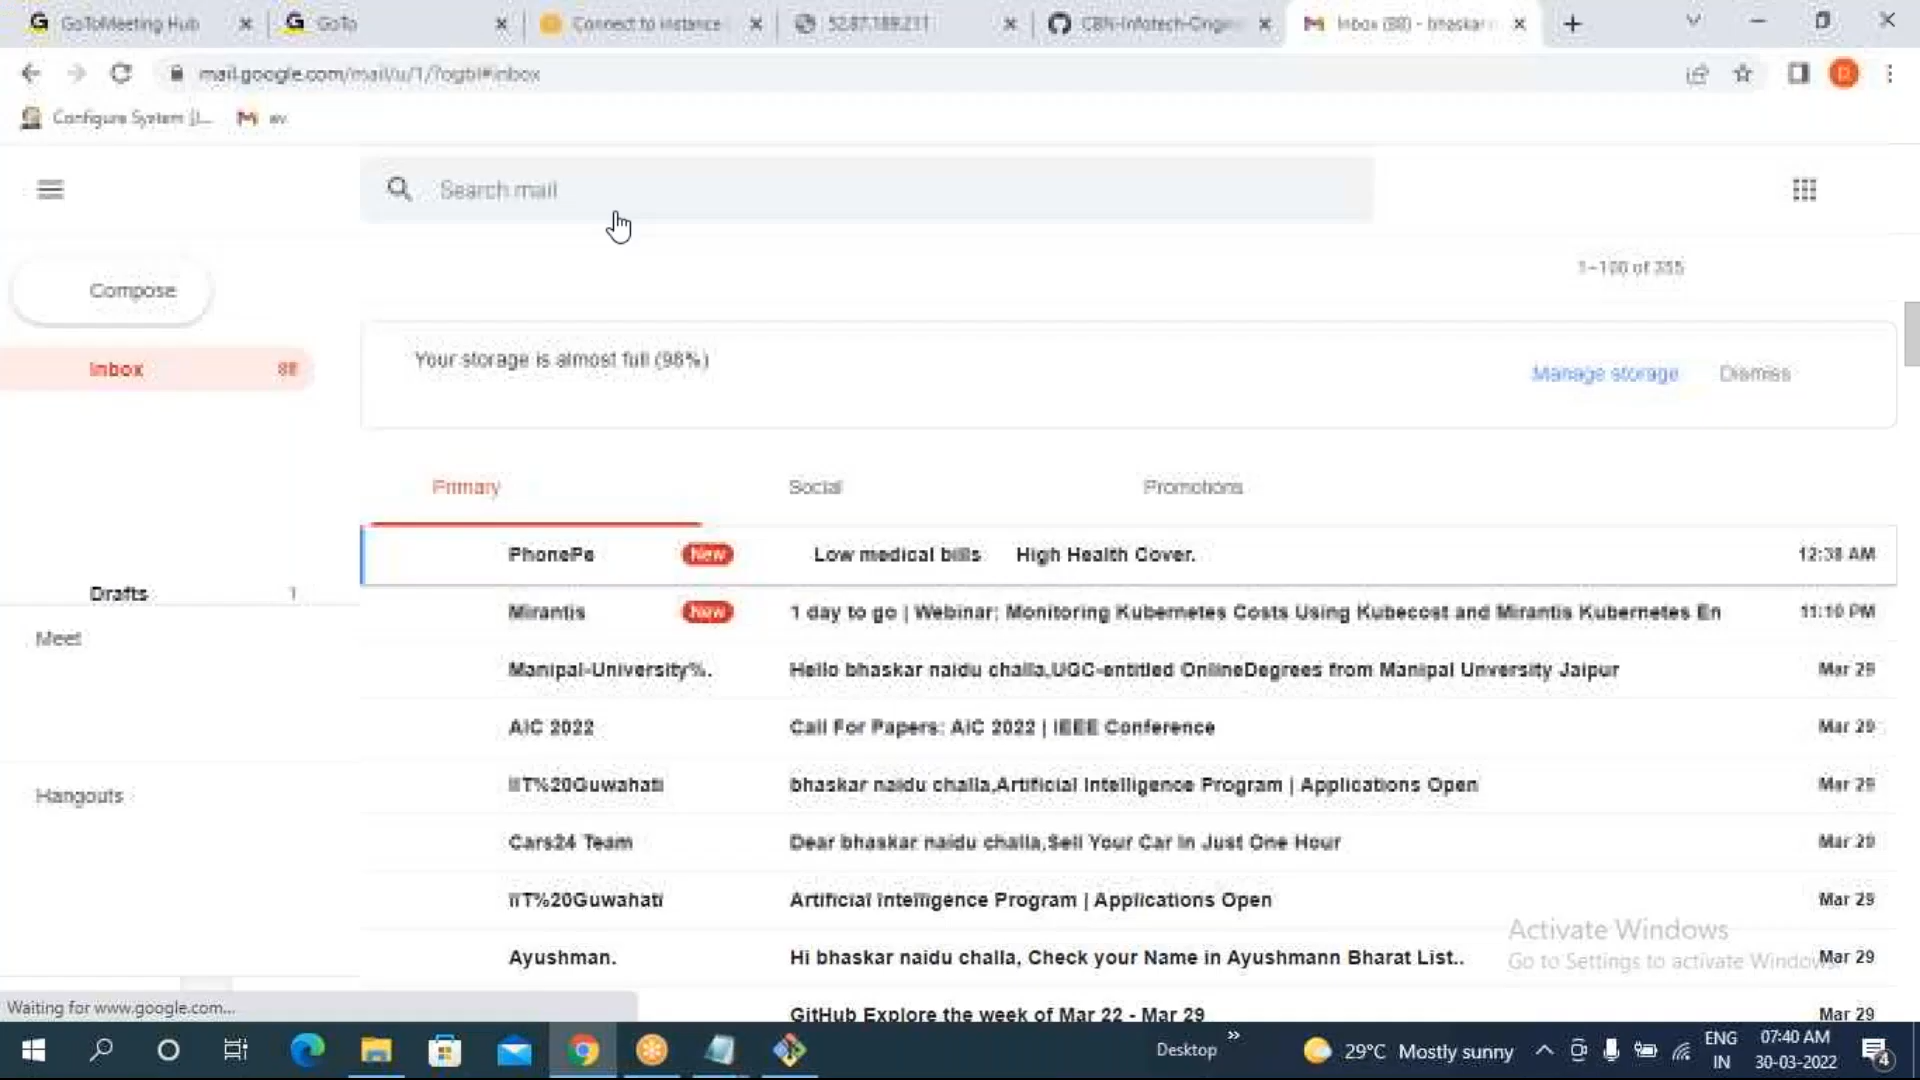 GoToMeeting Hub
GoTo
Connect to instance
52.87.189.211
CBN-Infotech-Origi
Inbox (88) - bhaskar
mail.google.com/mail/u/1/?ogbl#inbox
Configure System [J...
av
Search mail
Compose
1–100 of 355
Inbox 88
Your storage is almost full (98%)
Manage storage Dismiss
Primary Social Promotions
PhonePe New Low medical bills High Health Cover. 12:38 AM
Drafts 1
Mirantis New 1 day to go | Webinar: Monitoring Kubernetes Costs Using Kubecost and Mirantis Kubernetes En 11:10 PM
Meet
Manipal-University%. Hello bhaskar naidu challa,UGC-entitled OnlineDegrees from Manipal Unversity Jaipur Mar 29
AIC 2022 Call For Papers: AIC 2022 | IEEE Conference Mar 29
IIT%20Guwahati bhaskar naidu challa,Artificial Intelligence Program | Applications Open Mar 29
Hangouts
Cars24 Team Dear bhaskar naidu challa,Sell Your Car In Just One Hour Mar 29
IIT%20Guwahati Artificial Intelligence Program | Applications Open Mar 29
Activate Windows
Ayushman. Hi bhaskar naidu challa, Check your Name in Ayushmann Bharat List.. Mar 29
Go to Settings to activate Windows.
Waiting for www.google.com...
GitHub Explore the week of Mar 22 - Mar 29 Mar 29
Desktop
29°C Mostly sunny
ENG
IN
07:40 AM
30-03-2022
4